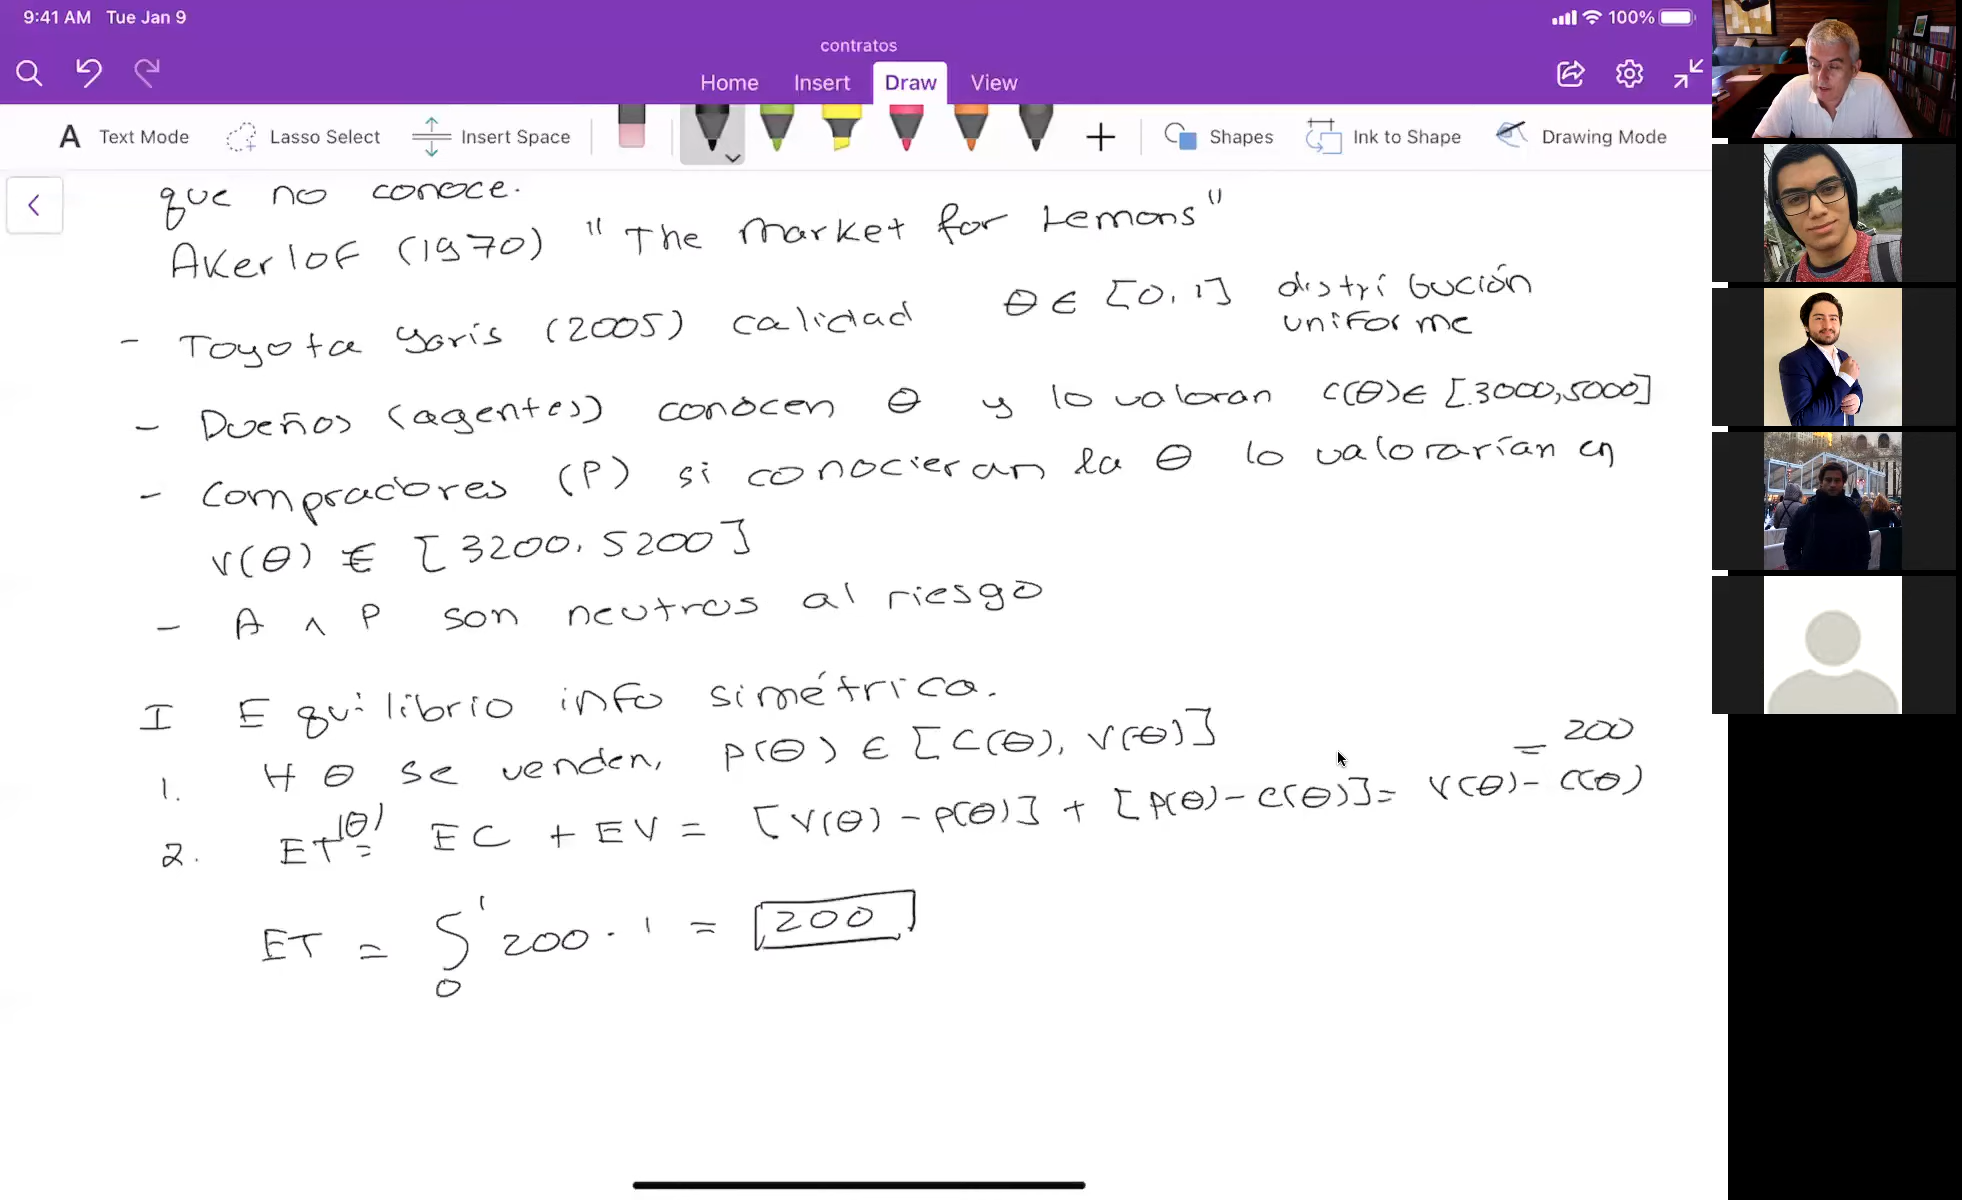 9:41 AM Tue Jan 9
100%
contratos
Home Insert Draw View
A Text Mode Lasso Select Insert Space Shapes Ink to Shape Drawing Mode
que no conoce.
Akerlof (1970) "The Market for Lemons"
- Toyota Yaris (2005) calidad θ ∈ [0,1] distribución
uniforme
- Dueños (agentes) conocen θ y lo valoran c(θ) ∈ [3000,5000]
- Compradores (P) si conocieran la θ lo valorarían en
v(θ) ∈ [3200, 5200]
- A ∧ P son neutros al riesgo
I Equilibrio info simétrica.
1. ∀ θ se venden, p(θ) ∈ [c(θ), v(θ)]
= 200
2. ET(θ) = EC + EV = [v(θ) - p(θ)] + [p(θ) - c(θ)] = v(θ) - c(θ)
ET = ∫₀¹ 200 · 1 = 200